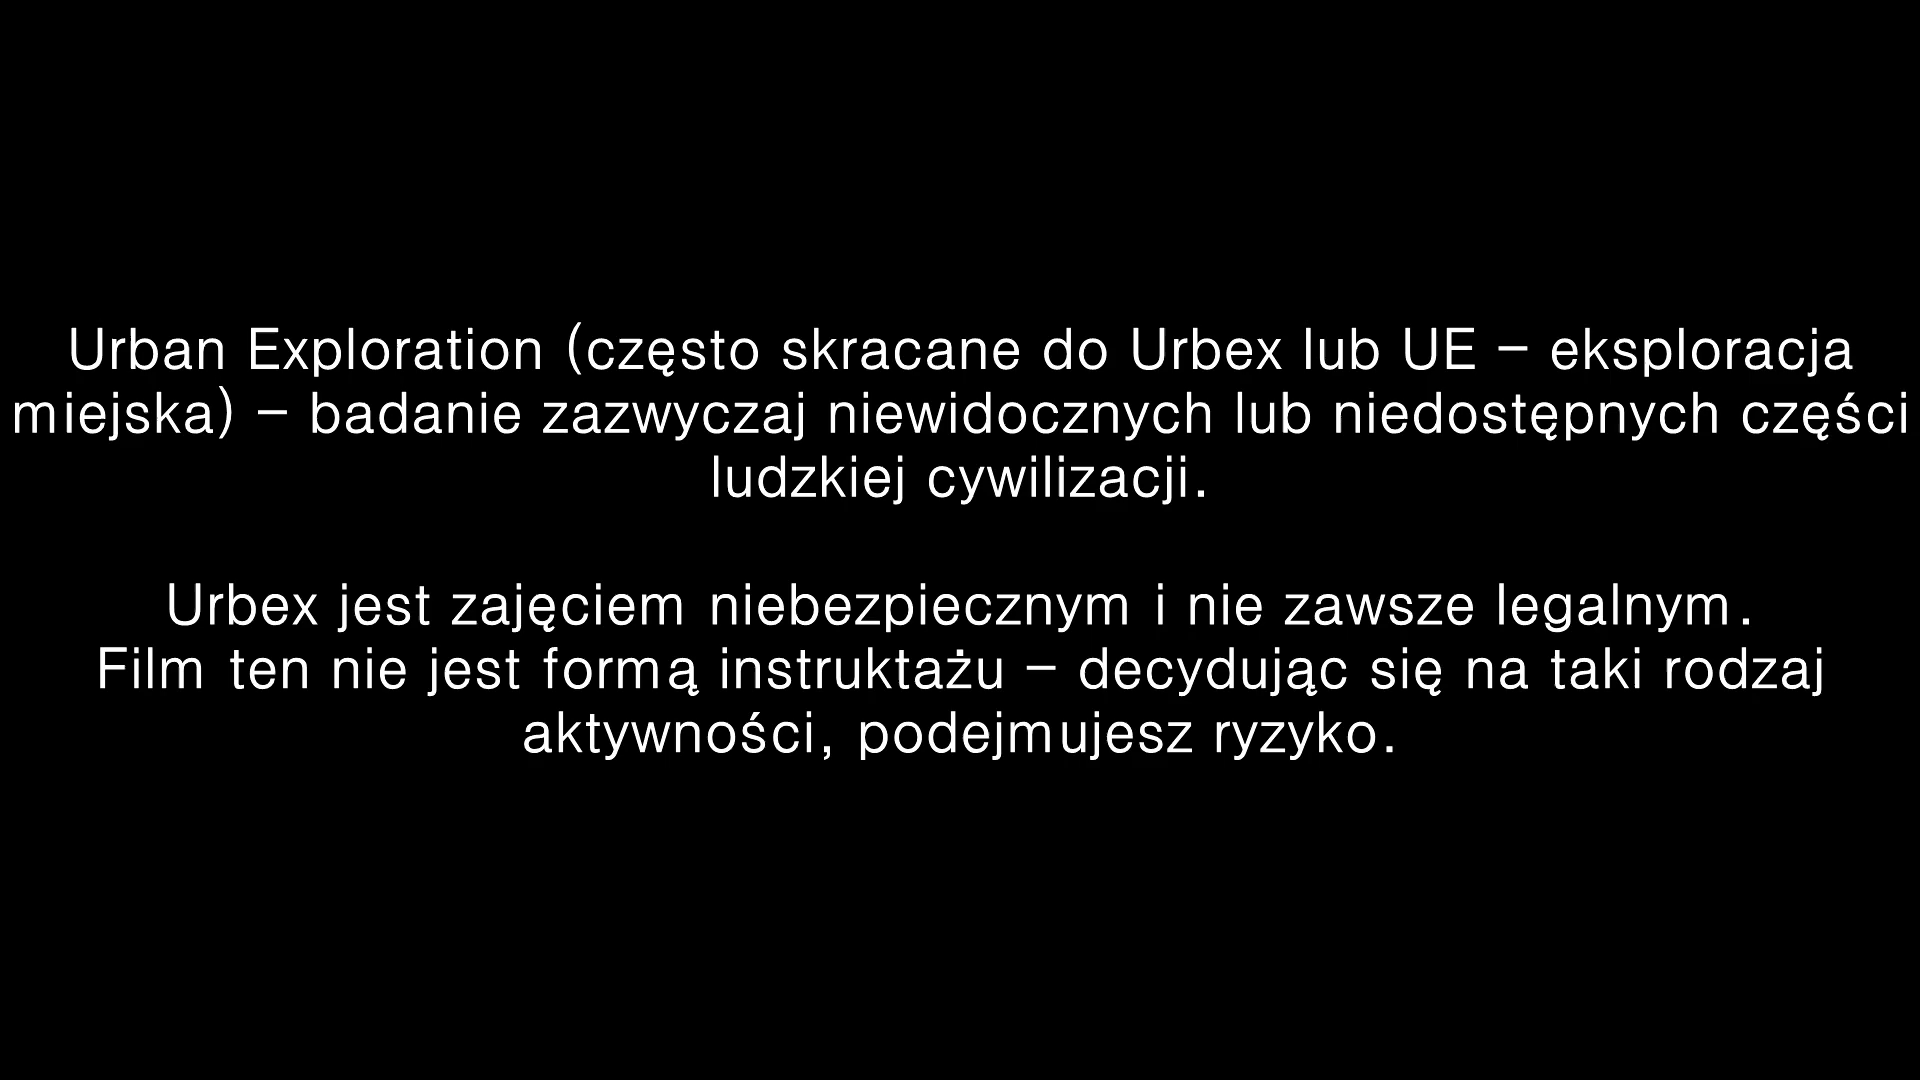 Urban Exploration (często skracane do Urbex lub UE – eksploracja
miejska) – badanie zazwyczaj niewidocznych lub niedostępnych części
ludzkiej cywilizacji.
Urbex jest zajęciem niebezpiecznym i nie zawsze legalnym.
Film ten nie jest formą instruktażu – decydując się na taki rodzaj
aktywności, podejmujesz ryzyko.